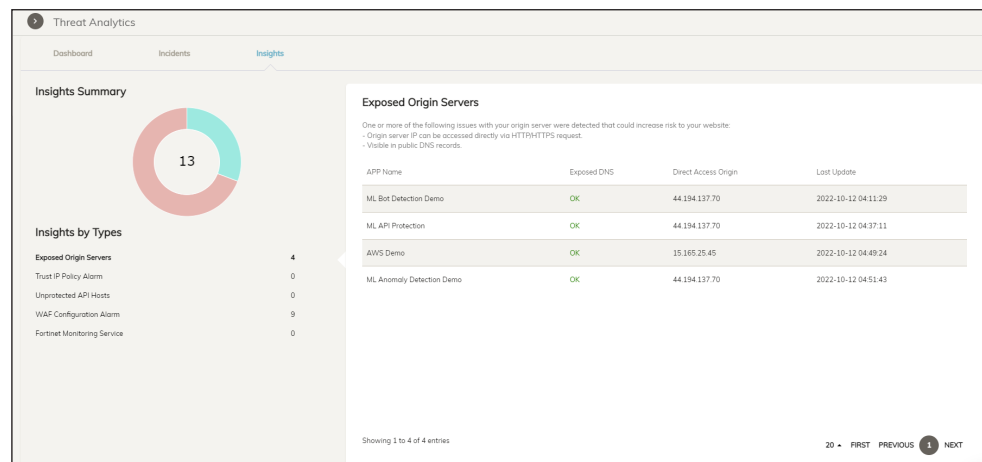 Threat Analytics
Dashboard Incidents Insights
Insights Summary
13
Insights by Types
Exposed Origin Servers 4
Trust IP Policy Alarm 0
Unprotected API Hosts 0
WAF Configuration Alarm 9
Fortinet Monitoring Service 0
Exposed Origin Servers
One or more of the following issues with your origin server were detected that could increase risk to your website:
- Origin server IP can be accessed directly via HTTP/HTTPS request.
- Visible in public DNS records.
APP Name Exposed DNS Direct Access Origin Last Update
ML Bot Detection Demo OK 44.194.137.70 2022-10-12 04:11:29
ML API Protection OK 44.194.137.70 2022-10-12 04:37:11
AWS Demo OK 15.165.25.45 2022-10-12 04:49:24
ML Anomaly Detection Demo OK 44.194.137.70 2022-10-12 04:51:43
Showing 1 to 4 of 4 entries
20 FIRST PREVIOUS 1 NEXT